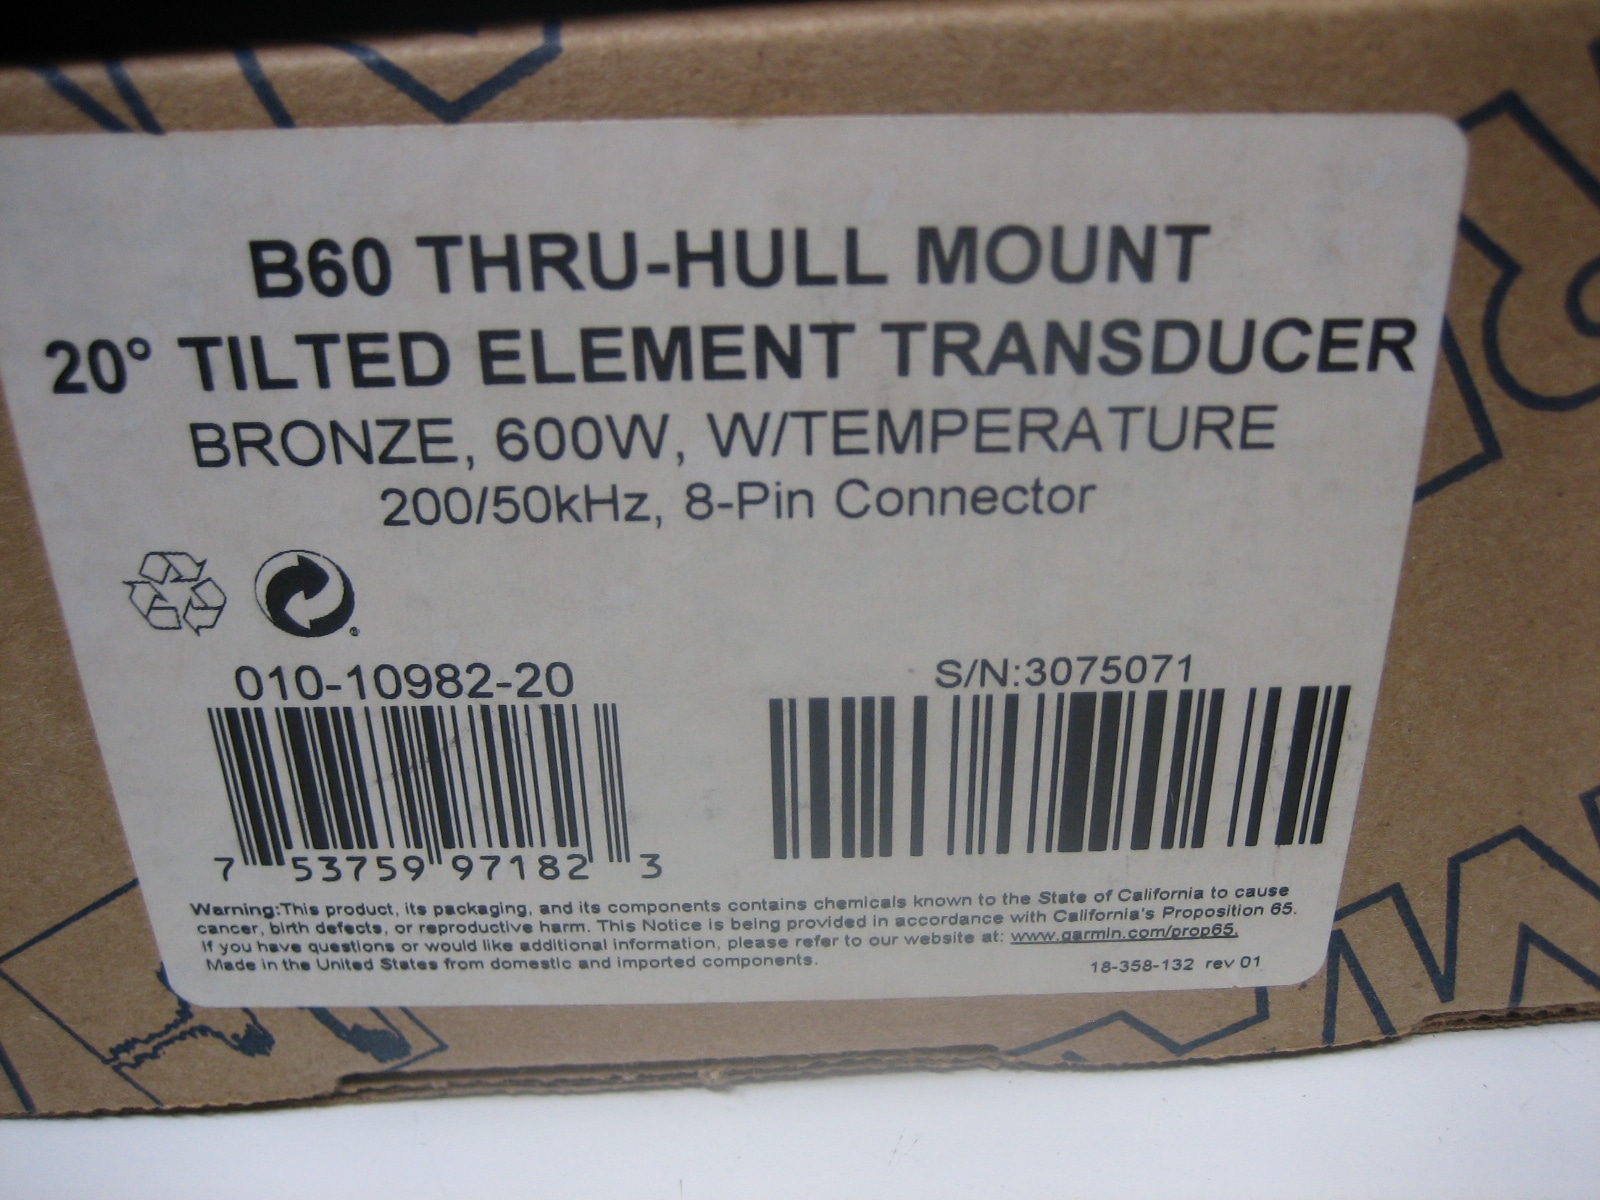 B60 THRU-HULL MOUNT
20° TILTED ELEMENT TRANSDUCER
BRONZE, 600W, W/TEMPERATURE
200/50kHz, 8-Pin Connector
010-10982-20
S/N:3075071
7 53759 97182 3
Warning:This product, its packaging, and its components contains chemicals known to the State of California to cause
cancer, birth defects, or reproductive harm. This Notice is being provided in accordance with California's Proposition 65.
If you have questions or would like additional information, please refer to our website at: www.garmin.com/prop65.
Made in the United States from domestic and imported components.
18-358-132 rev 01